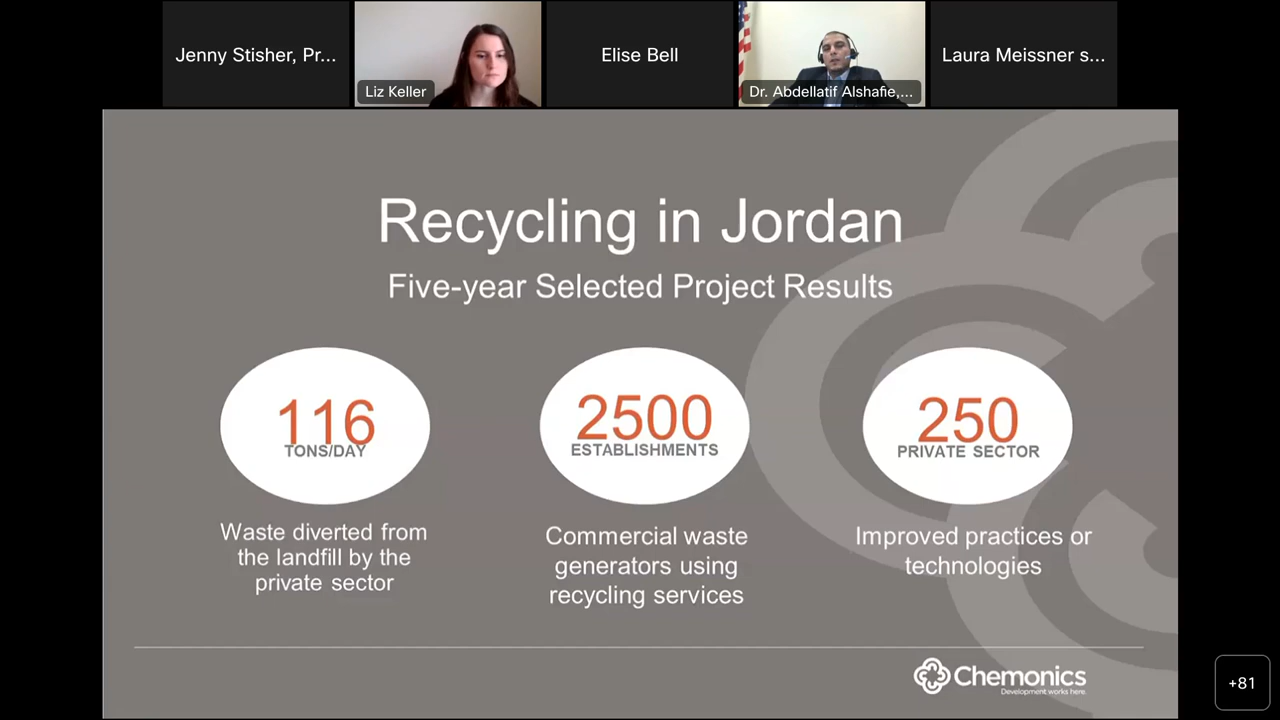 Jenny Stisher, Pr...
Liz Keller
Elise Bell
Dr. Abdellatif Alshafie,...
Laura Meissner s...
Recycling in Jordan
Five-year Selected Project Results
116
TONS/DAY
Waste diverted from
the landfill by the
private sector
2500
ESTABLISHMENTS
Commercial waste
generators using
recycling services
250
PRIVATE SECTOR
Improved practices or
technologies
Chemonics
Development works here.
+81